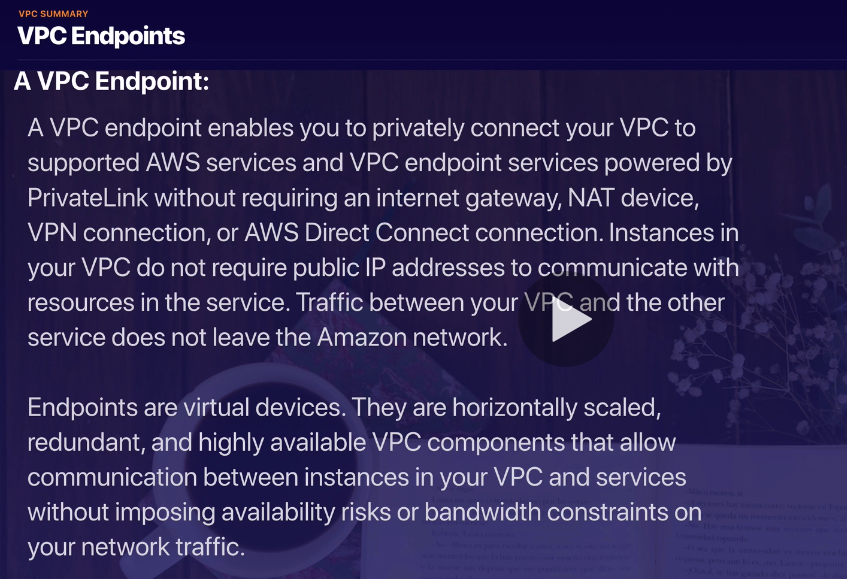 VPC SUMMARY
VPC Endpoints
A VPC Endpoint:
A VPC endpoint enables you to privately connect your VPC to
supported AWS services and VPC endpoint services powered by
PrivateLink without requiring an internet gateway, NAT device,
VPN connection, or AWS Direct Connect connection. Instances in
your VPC do not require public IP addresses to communicate with
resources in the service. Traffic between your VPC and the other
service does not leave the Amazon network.
Endpoints are virtual devices. They are horizontally scaled,
redundant, and highly available VPC components that allow
communication between instances in your VPC and services
without imposing availability risks or bandwidth constraints on
your network traffic.